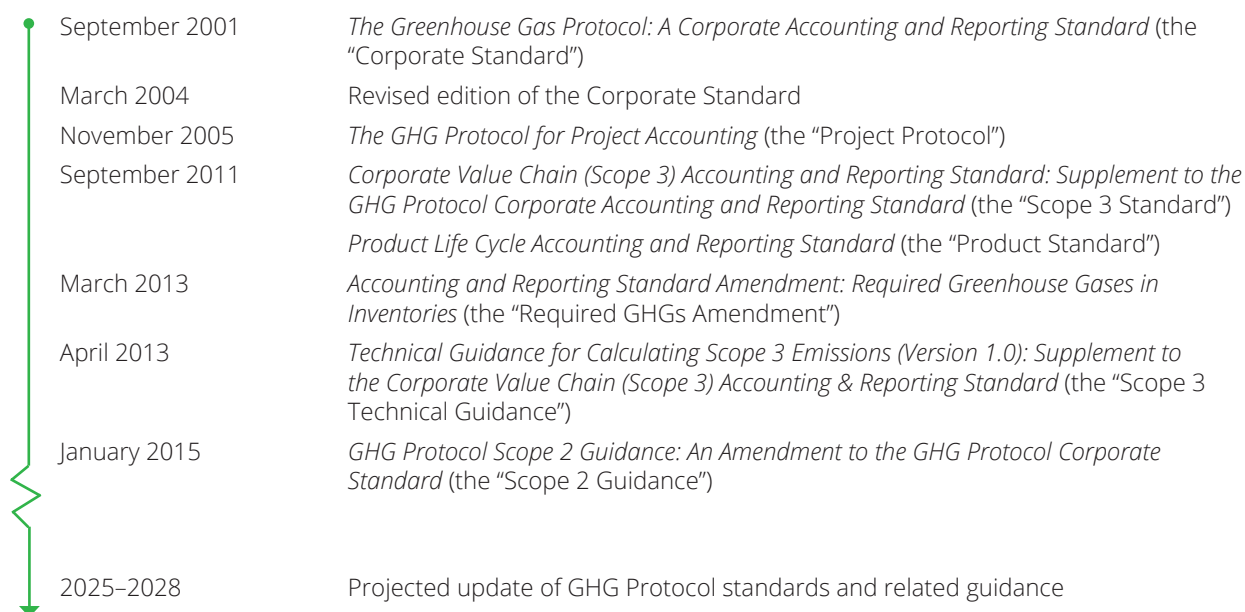 September 2001 The Greenhouse Gas Protocol: A Corporate Accounting and Reporting Standard (the
“Corporate Standard”)
March 2004 Revised edition of the Corporate Standard
November 2005 The GHG Protocol for Project Accounting (the “Project Protocol”)
September 2011 Corporate Value Chain (Scope 3) Accounting and Reporting Standard: Supplement to the
GHG Protocol Corporate Accounting and Reporting Standard (the “Scope 3 Standard”)
Product Life Cycle Accounting and Reporting Standard (the “Product Standard”)
March 2013 Accounting and Reporting Standard Amendment: Required Greenhouse Gases in
Inventories (the “Required GHGs Amendment”)
April 2013 Technical Guidance for Calculating Scope 3 Emissions (Version 1.0): Supplement to
the Corporate Value Chain (Scope 3) Accounting & Reporting Standard (the “Scope 3
Technical Guidance”)
January 2015 GHG Protocol Scope 2 Guidance: An Amendment to the GHG Protocol Corporate
Standard (the “Scope 2 Guidance”)
2025–2028 Projected update of GHG Protocol standards and related guidance